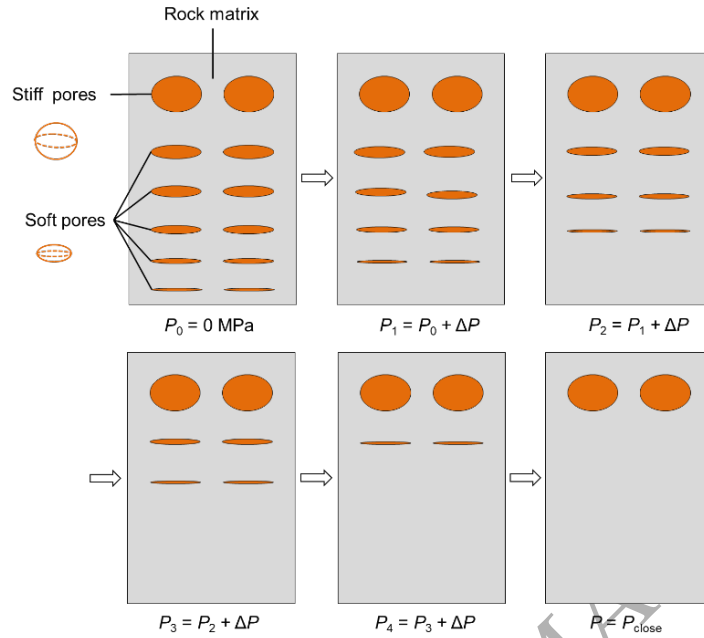 Rock matrix
Stiff pores
Soft pores
P₀ = 0 MPa
P₁ = P₀ + ΔP
P₂ = P₁ + ΔP
P₃ = P₂ + ΔP
P₄ = P₃ + ΔP
P = P_close